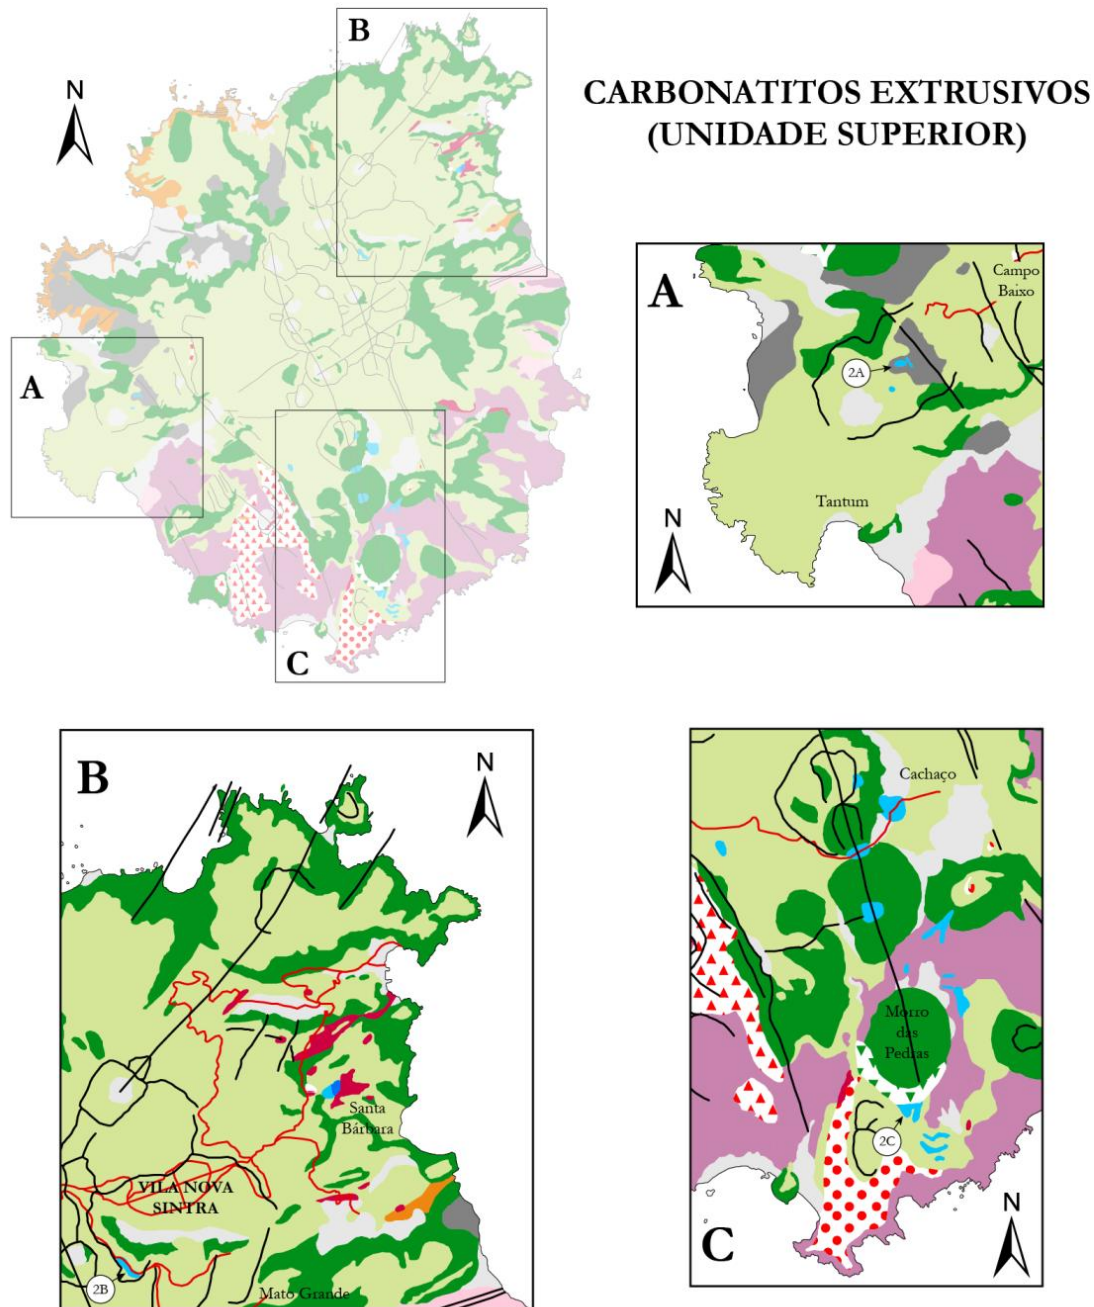 B
N
CARBONATITOS EXTRUSIVOS
(UNIDADE SUPERIOR)
A
C
A
Campo
Baixo
2A
Tantum
N
B
N
Santa
Bárbara
VILA NOVA
SINTRA
2B
Mato Grande
Cachaço
Morro
das
Pedras
2C
C
N